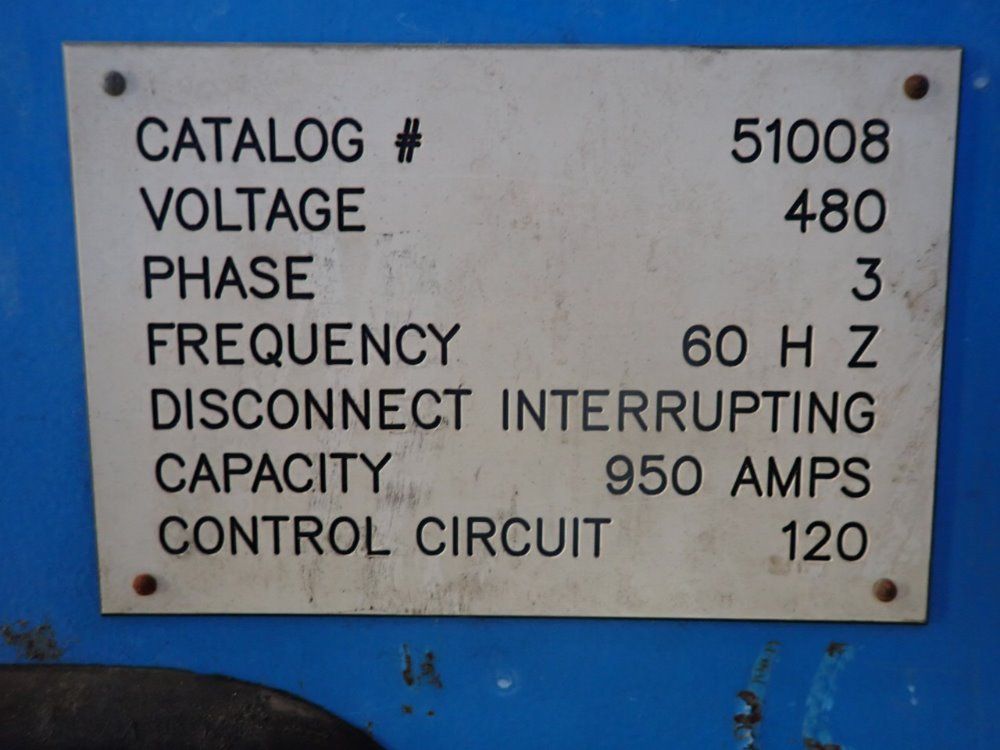 CATALOG # 51008
VOLTAGE 480
PHASE 3
FREQUENCY 60 H Z
DISCONNECT INTERRUPTING
CAPACITY 950 AMPS
CONTROL CIRCUIT 120